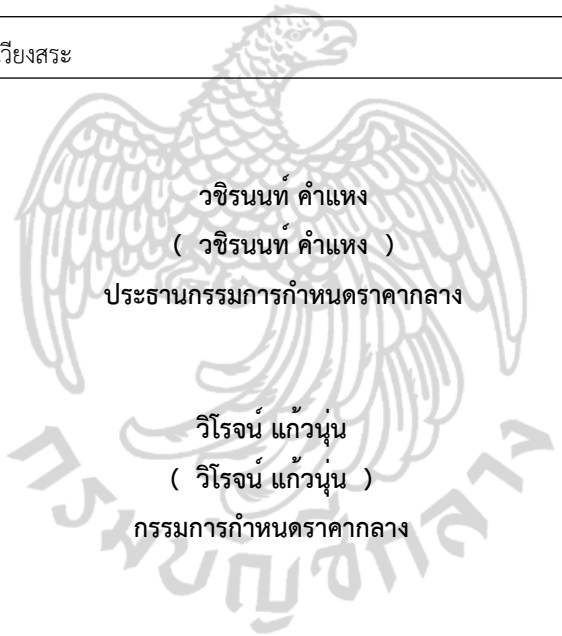 เวียงสระ
วชิรนนท์ คำแหง
( วชิรนนท์ คำแหง )
ประธานกรรมการกำหนดราคากลาง
วิโรจน์ แก้วนุ่น
( วิโรจน์ แก้วนุ่น )
กรรมการกำหนดราคากลาง
กรมบัญชีกลาง